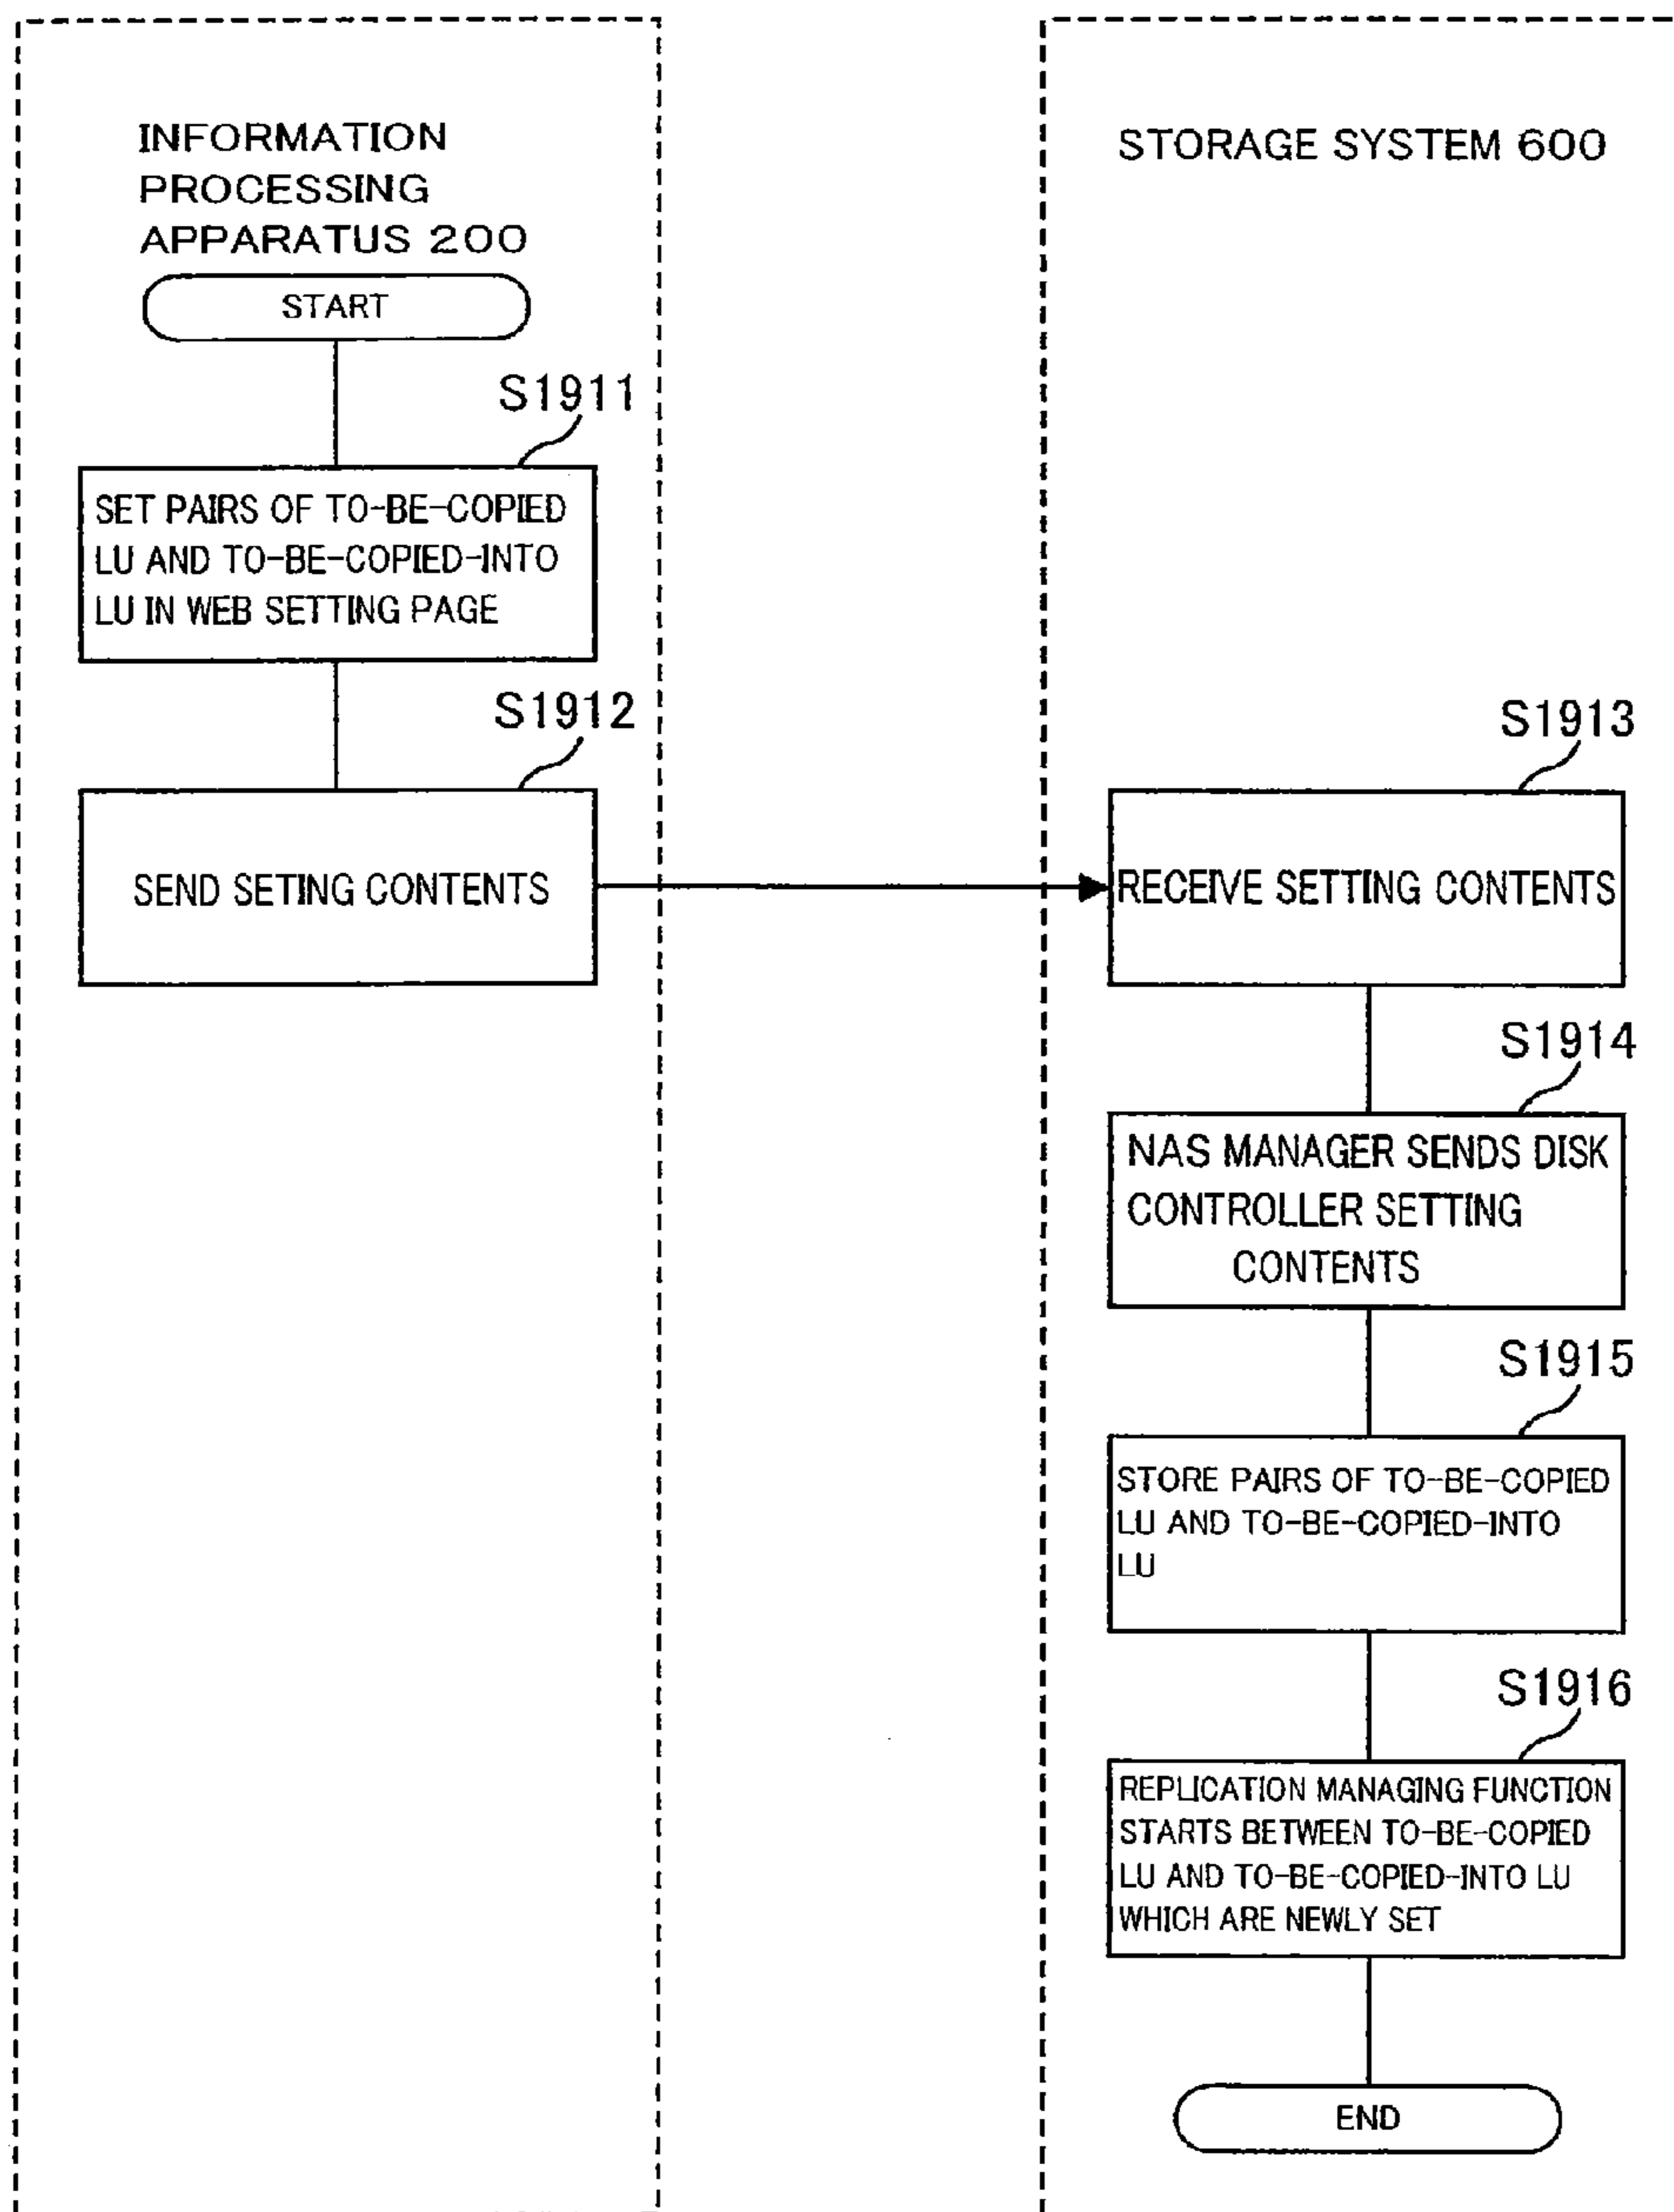 INFORMATION
PROCESSING
APPARATUS 200
START
S1911
SET PAIRS OF TO-BE-COPIED
LU AND TO-BE-COPIED-INTO
LU IN WEB SETTING PAGE
S1912
SEND SETING CONTENTS
STORAGE SYSTEM 600
S1913
RECEIVE SETTING CONTENTS
S1914
NAS MANAGER SENDS DISK
CONTROLLER SETTING
CONTENTS
S1915
STORE PAIRS OF TO-BE-COPIED
LU AND TO-BE-COPIED-INTO
LU
S1916
REPLICATION MANAGING FUNCTION
STARTS BETWEEN TO-BE-COPIED
LU AND TO-BE-COPIED-INTO LU
WHICH ARE NEWLY SET
END